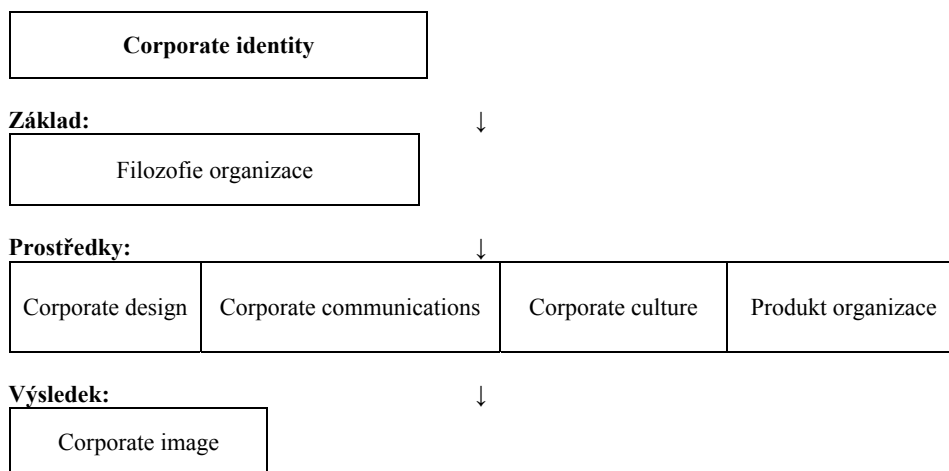 Corporate identity
Základ: ↓
Filozofie organizace
Prostředky: ↓
Corporate design Corporate communications Corporate culture Produkt organizace
Výsledek: ↓
Corporate image